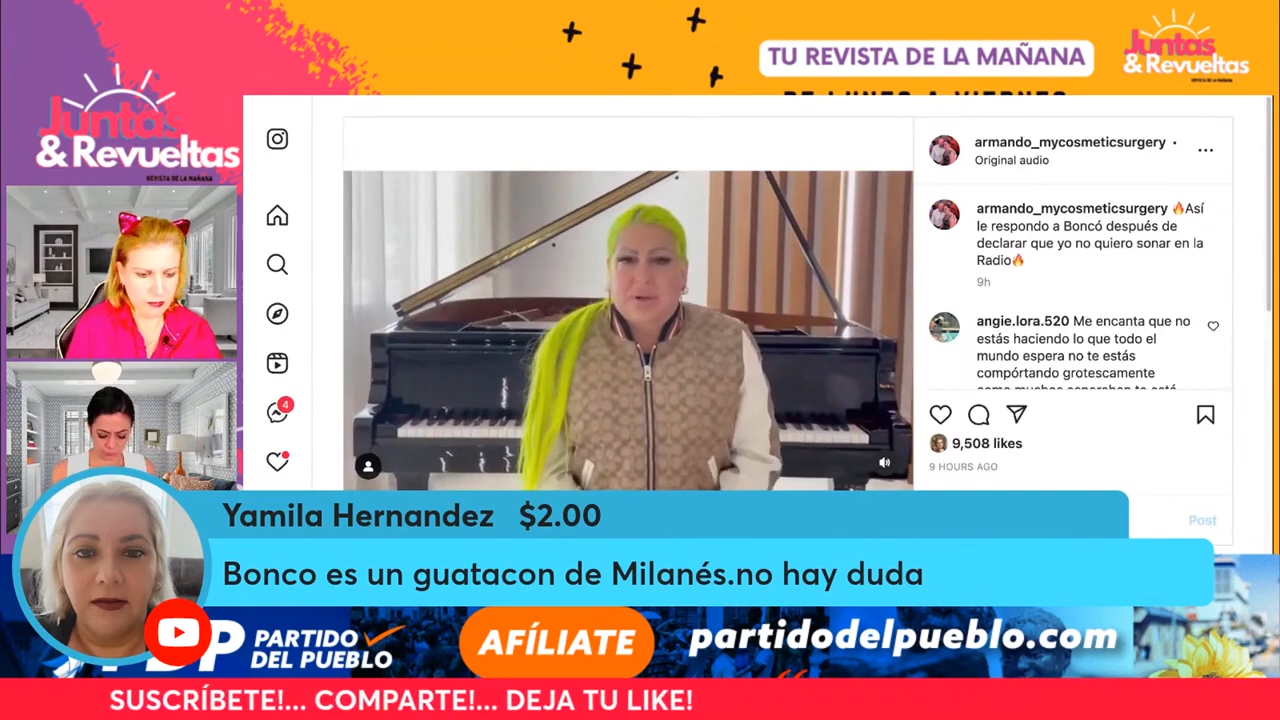 TU REVISTA DE LA MAÑANA
Juntas
& Revueltas
DE LUNES A VIERNES
Juntas
& Revueltas
REVISTA DE LA MAÑANA
armando_mycosmeticsurgery •
Original audio
armando_mycosmeticsurgery 🔥Así
le respondo a Boncó después de
declarar que yo no quiero sonar en la
Radio🔥
9h
angie.lora.520 Me encanta que no
estás haciendo lo que todo el
mundo espera no te estás
compórtando grotescamente
4
9,508 likes
9 HOURS AGO
Post
Yamila Hernandez $2.00
Bonco es un guatacon de Milanés.no hay duda
PARTIDO
DEL PUEBLO
AFÍLIATE
partidodelpueblo.com
SUSCRÍBETE!... COMPARTE!... DEJA TU LIKE!